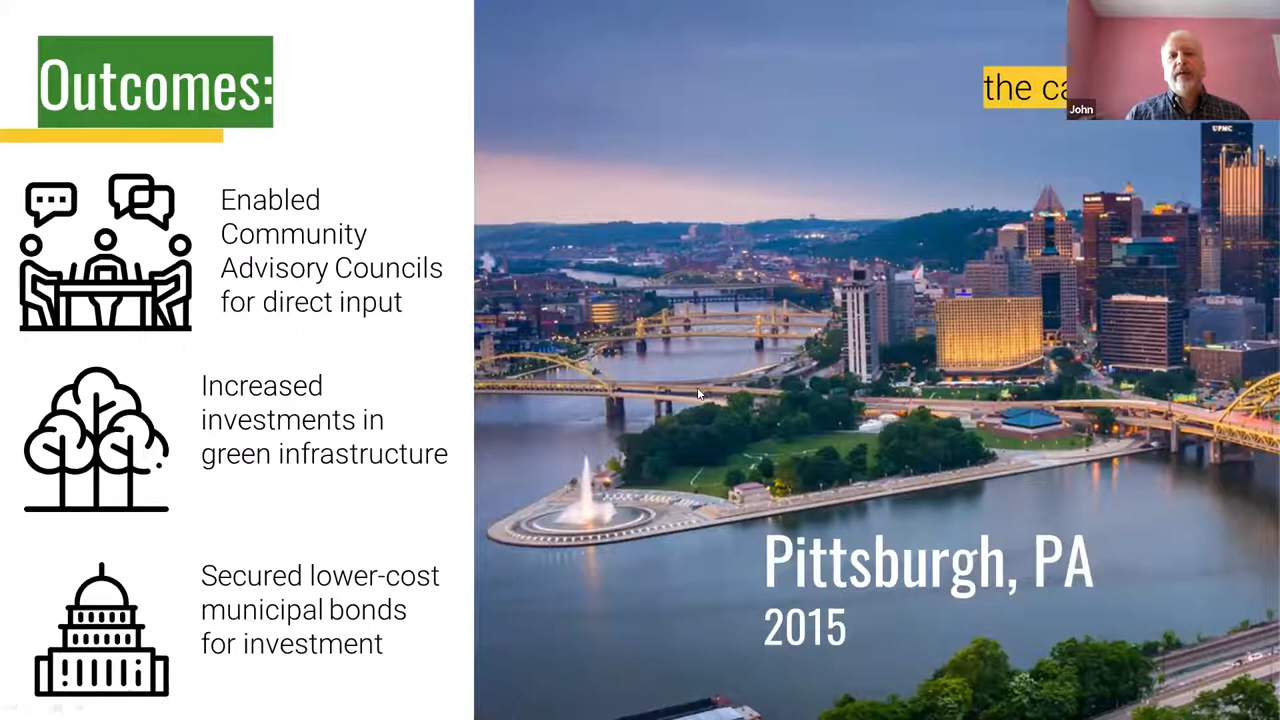 Outcomes:
Enabled
Community
Advisory Councils
for direct input
Increased
investments in
green infrastructure
Secured lower-cost
municipal bonds
for investment
the
John
UPMC
Pittsburgh, PA
2015